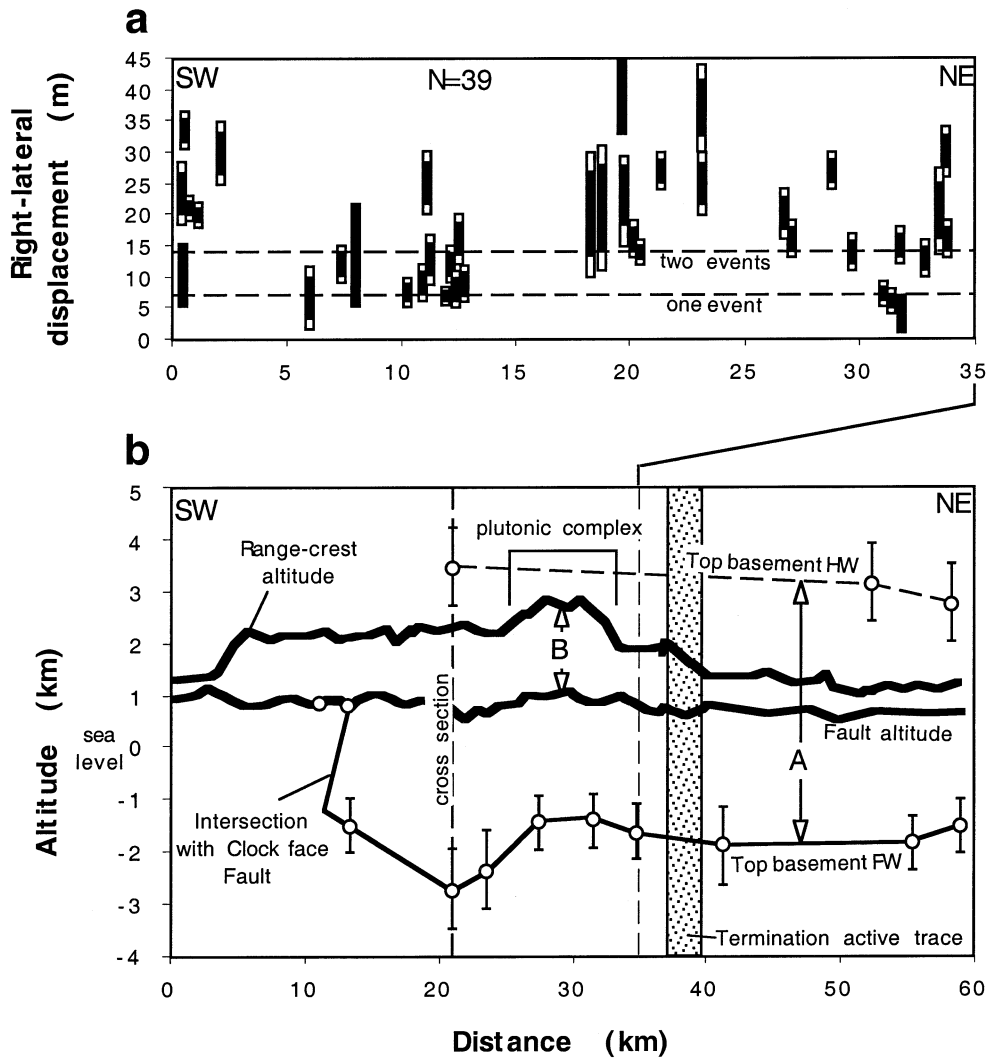 a
Right-lateral
displacement (m)
45
40
35
30
25
20
15
10
5
0
SW
N=39
NE
two events
one event
0
5
10
15
20
25
30
35
b
Altitude (km)
5
4
3
2
1
0
-1
-2
-3
-4
sea
level
SW
NE
Range-crest
altitude
plutonic complex
Top basement HW
B
cross section
Fault altitude
A
Intersection
with Clock face
Fault
Top basement FW
Termination active trace
0
10
20
30
40
50
60
Distance (km)